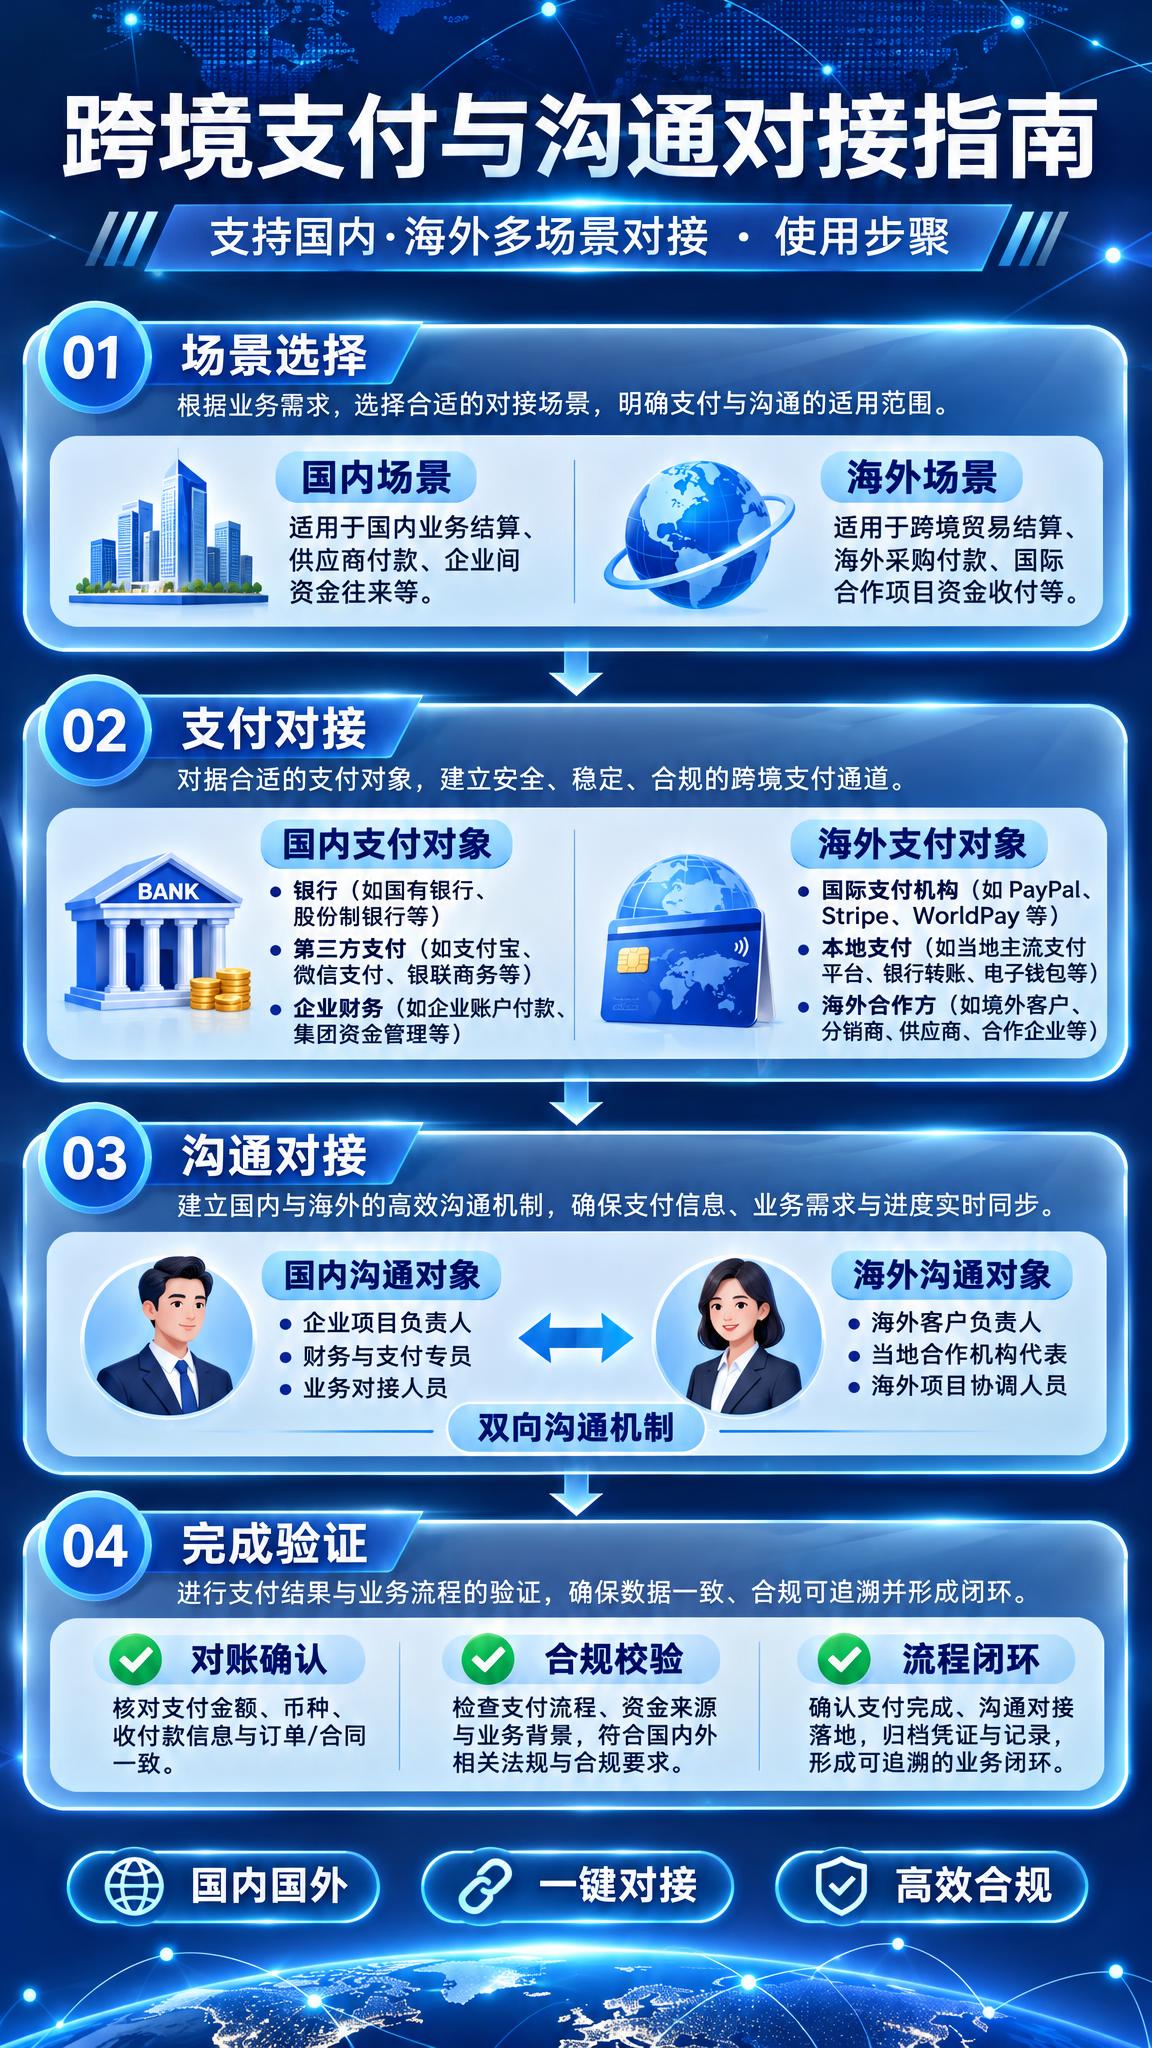 跨境支付与沟通对接指南
支持国内·海外多场景对接 · 使用步骤
01 场景选择
根据业务需求，选择合适的对接场景，明确支付与沟通的适用范围。
国内场景
适用于国内业务结算、
供应商付款、企业间
资金往来等。
海外场景
适用于跨境贸易结算、
海外采购付款、国际
合作项目资金收付等。
02 支付对接
对据合适的支付对象，建立安全、稳定、合规的跨境支付通道。
BANK
国内支付对象
• 银行（如国有银行、
股份制银行等）
• 第三方支付（如支付宝、
微信支付、银联商务等）
• 企业财务（如企业账户付款、
集团资金管理等）
海外支付对象
• 国际支付机构（如 PayPal、
Stripe、WorldPay 等）
• 本地支付（如当地主流支付
平台、银行转账、电子钱包等）
• 海外合作方（如境外客户、
分销商、供应商、合作企业等）
03 沟通对接
建立国内与海外的高效沟通机制，确保支付信息、业务需求与进度实时同步。
国内沟通对象
• 企业项目负责人
• 财务与支付专员
• 业务对接人员
海外沟通对象
• 海外客户负责人
• 当地合作机构代表
• 海外项目协调人员
双向沟通机制
04 完成验证
进行支付结果与业务流程的验证，确保数据一致、合规可追溯并形成闭环。
对账确认
核对支付金额、币种、
收付款信息与订单/合同
一致。
合规校验
检查支付流程、资金来源
与业务背景，符合国内外
相关法规与合规要求。
流程闭环
确认支付完成、沟通对接
落地，归档凭证与记录，
形成可追溯的业务闭环。
国内国外
一键对接
高效合规